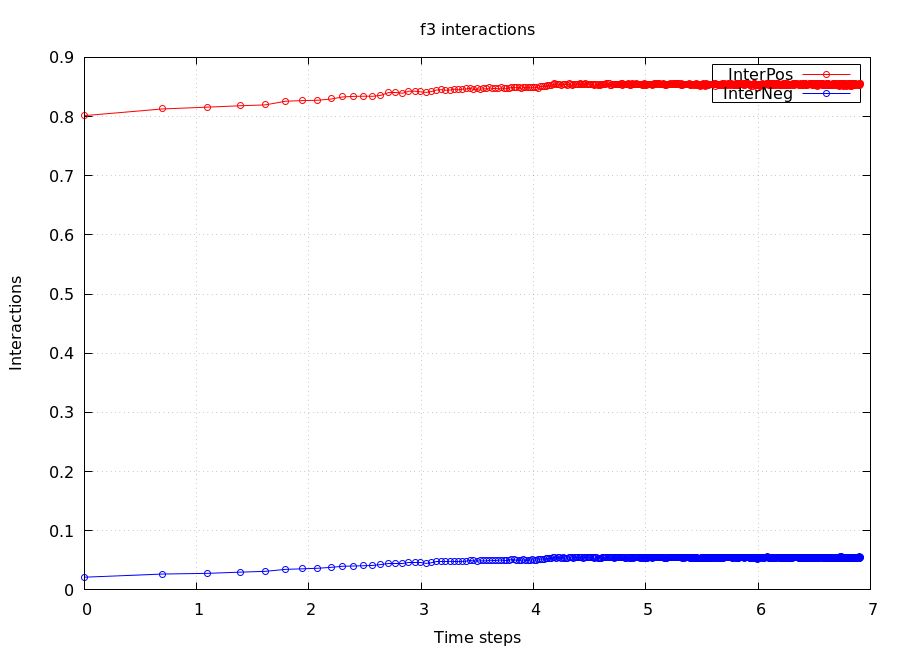 f3 interactions
0.9
0.8
0.7
0.6
0.5
0.4
0.3
0.2
0.1
0
Interactions
InterPos
InterNeg
0 1 2 3 4 5 6 7
Time steps